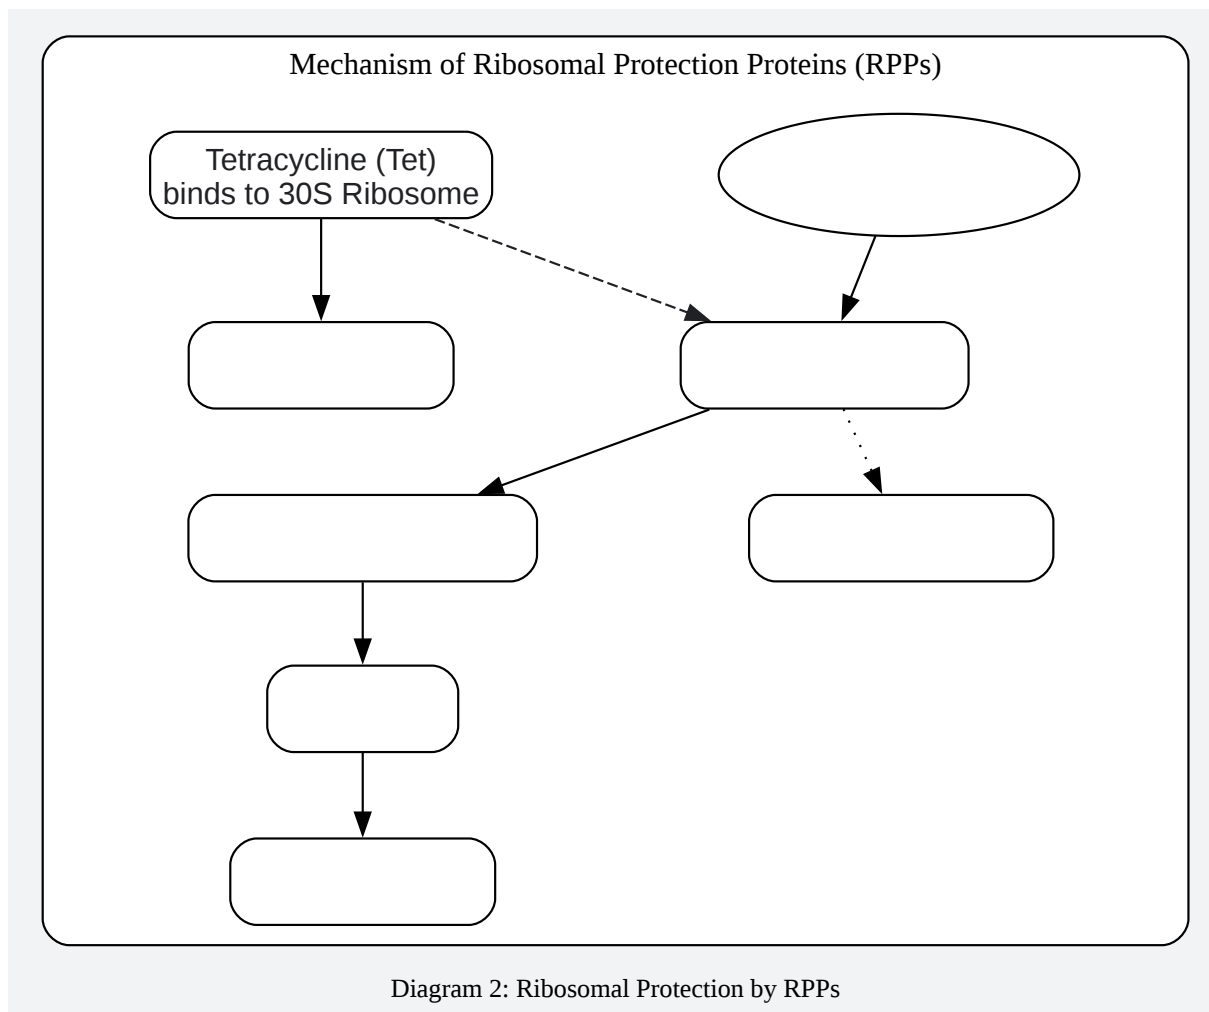 Mechanism of Ribosomal Protection Proteins (RPPs)
Tetracycline (Tet)
binds to 30S Ribosome
Diagram 2: Ribosomal Protection by RPPs